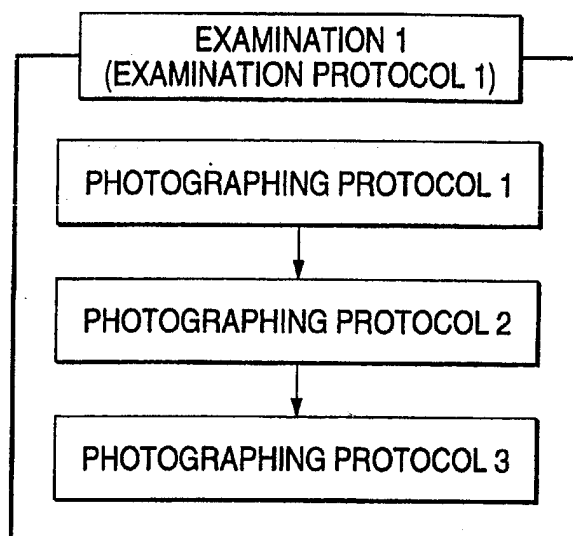 EXAMINATION 1
(EXAMINATION PROTOCOL 1)
PHOTOGRAPHING PROTOCOL 1
PHOTOGRAPHING PROTOCOL 2
PHOTOGRAPHING PROTOCOL 3